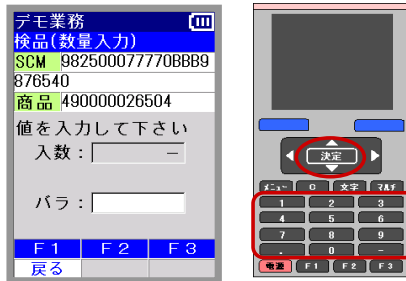 デモ業務
検品(数量入力)
SCM 982500077770BBB9
876540
商品 490000026504
値を入力して下さい
入数： －
バラ：
F1 F2 F3
戻る
決定
ﾒﾆｭｰ C 文字 ﾏﾙﾁ
1 2 3
4 5 6
7 8 9
. 0 －
電源 F1 F2 F3